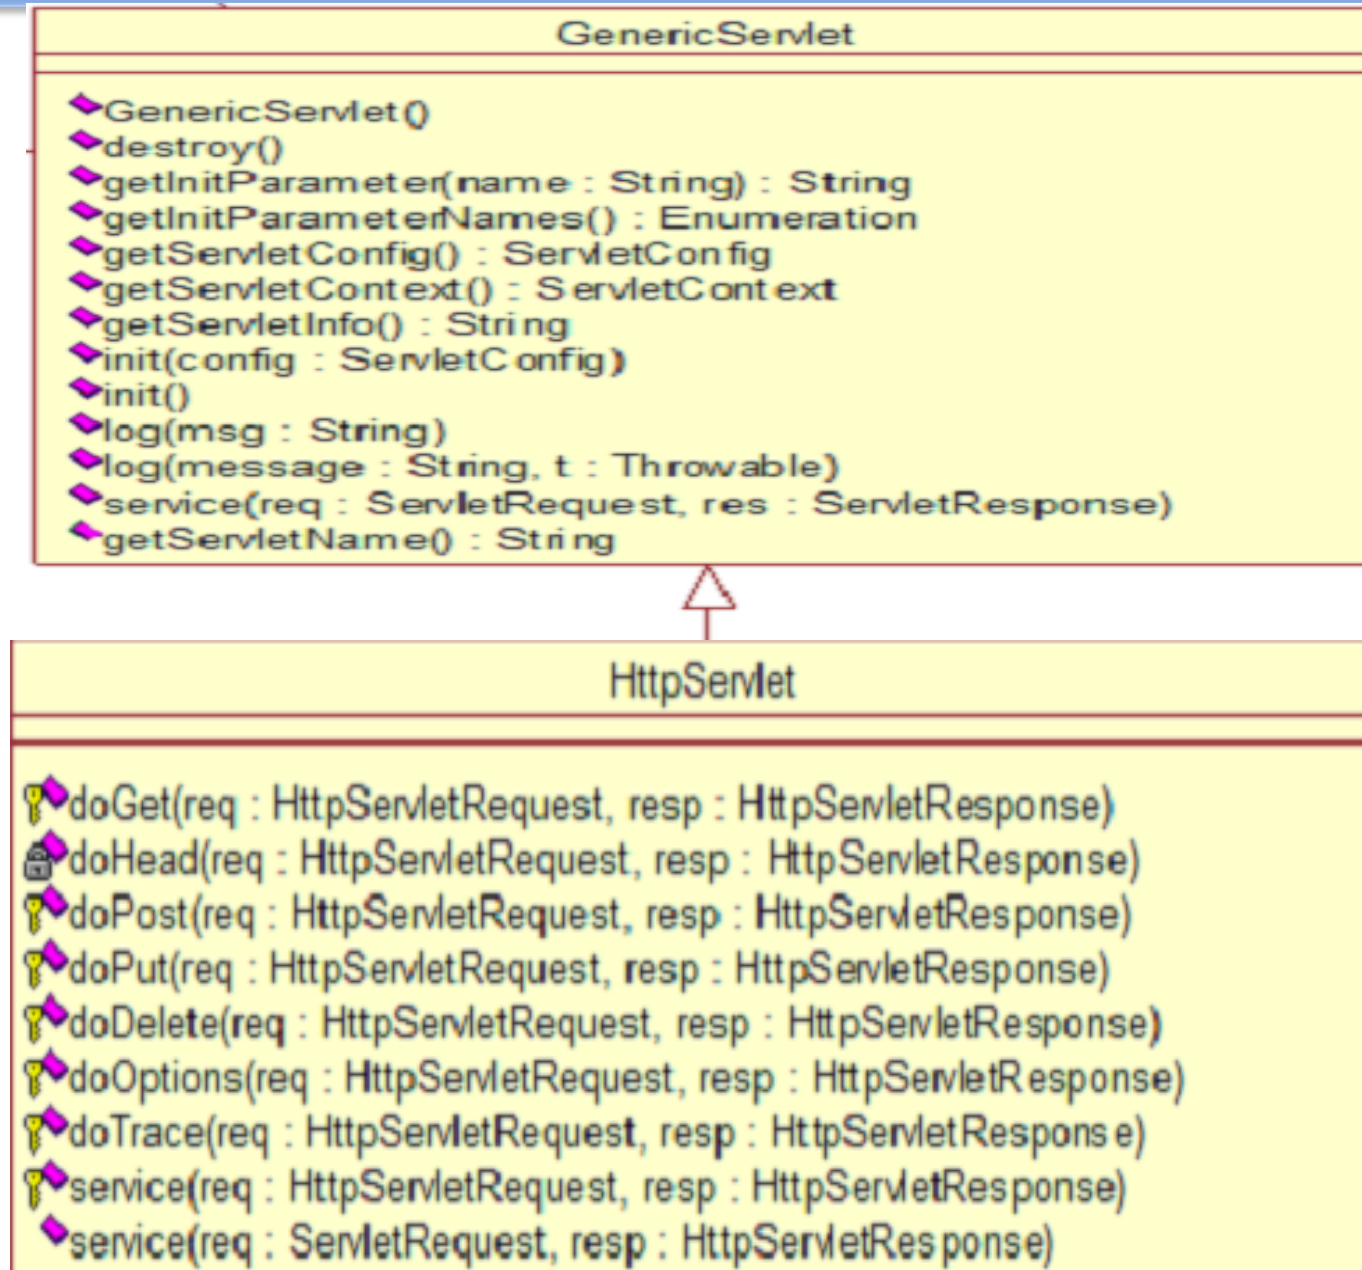 GenericServlet
GenericServlet()
destroy()
getInitParameter(name : String) : String
getInitParameterNames() : Enumeration
getServletConfig() : ServletConfig
getServletContext() : ServletContext
getServletInfo() : String
init(config : ServletConfig)
init()
log(msg : String)
log(message : String, t : Throwable)
service(req : ServletRequest, res : ServletResponse)
getServletName() : String
HttpServlet
doGet(req : HttpServletRequest, resp : HttpServletResponse)
doHead(req : HttpServletRequest, resp : HttpServletResponse)
doPost(req : HttpServletRequest, resp : HttpServletResponse)
doPut(req : HttpServletRequest, resp : HttpServletResponse)
doDelete(req : HttpServletRequest, resp : HttpServletResponse)
doOptions(req : HttpServletRequest, resp : HttpServletResponse)
doTrace(req : HttpServletRequest, resp : HttpServletResponse)
service(req : HttpServletRequest, resp : HttpServletResponse)
service(req : ServletRequest, resp : HttpServletResponse)